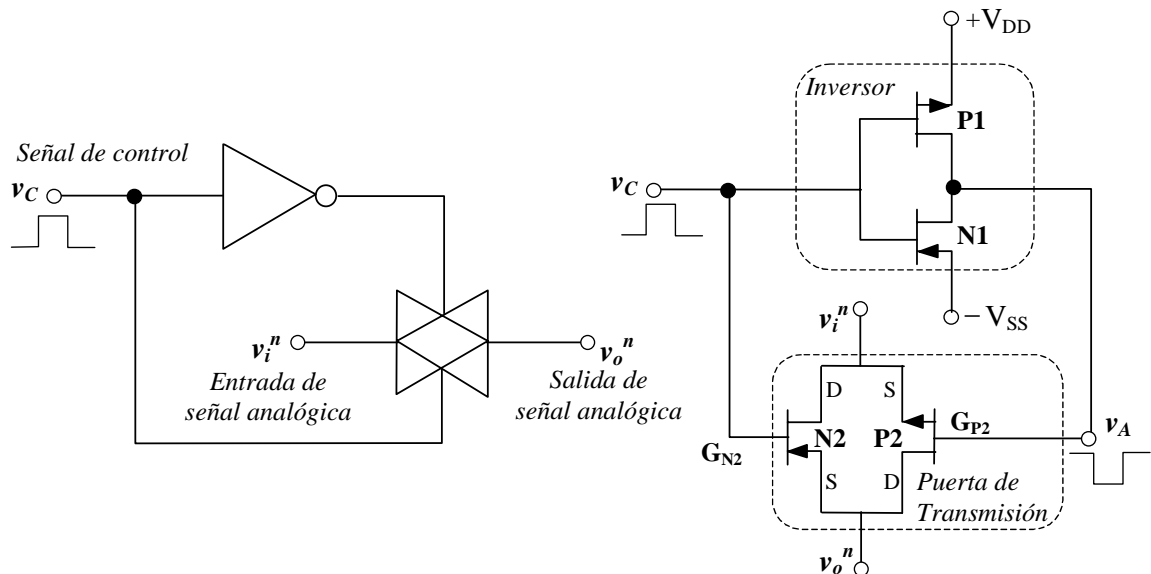 Señal de control
v_C
v_i^n
Entrada de
señal analógica
v_o^n
Salida de
señal analógica
+V_DD
Inversor
P1
v_C
N1
– V_SS
v_i^n
D
S
N2
P2
G_N2
G_P2
v_A
S
D
Puerta de
Transmisión
v_o^n